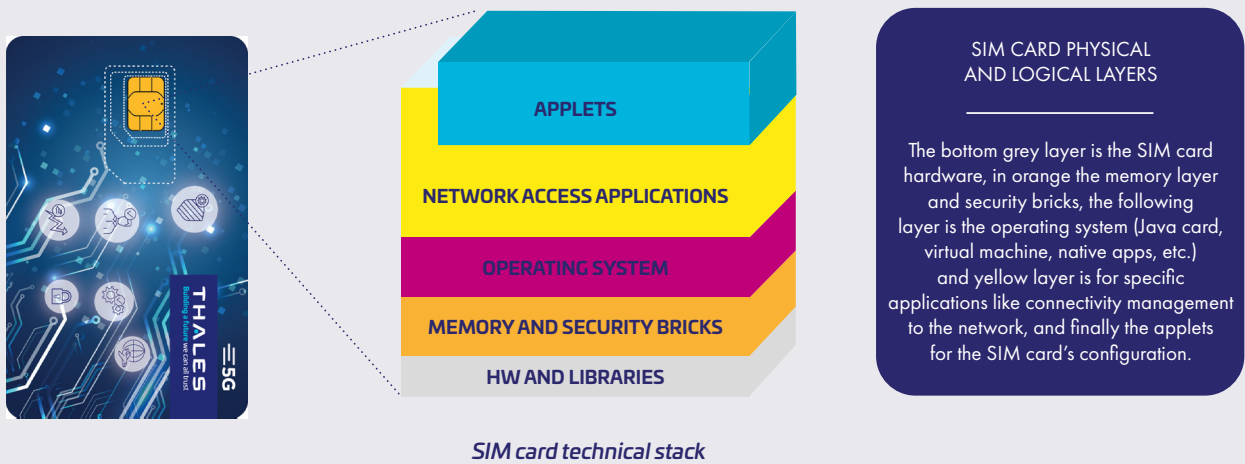 THALES
Building a future we can all trust
5G
APPLETS
NETWORK ACCESS APPLICATIONS
OPERATING SYSTEM
MEMORY AND SECURITY BRICKS
HW AND LIBRARIES
SIM card technical stack
SIM CARD PHYSICAL
AND LOGICAL LAYERS
The bottom grey layer is the SIM card
hardware, in orange the memory layer
and security bricks, the following
layer is the operating system (Java card,
virtual machine, native apps, etc.)
and yellow layer is for specific
applications like connectivity management
to the network, and finally the applets
for the SIM card’s configuration.